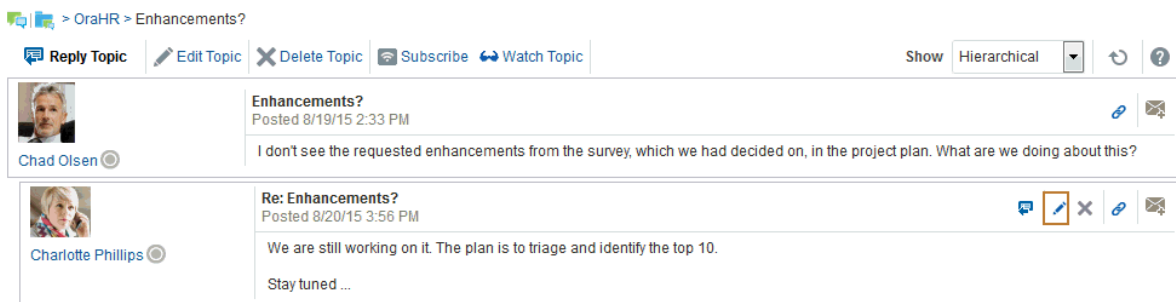 > OraHR > Enhancements?
Reply Topic Edit Topic Delete Topic Subscribe Watch Topic Show Hierarchical ?
Enhancements?
Posted 8/19/15 2:33 PM
Chad Olsen
I don't see the requested enhancements from the survey, which we had decided on, in the project plan. What are we doing about this?
Re: Enhancements?
Posted 8/20/15 3:56 PM
Charlotte Phillips
We are still working on it. The plan is to triage and identify the top 10.
Stay tuned ...